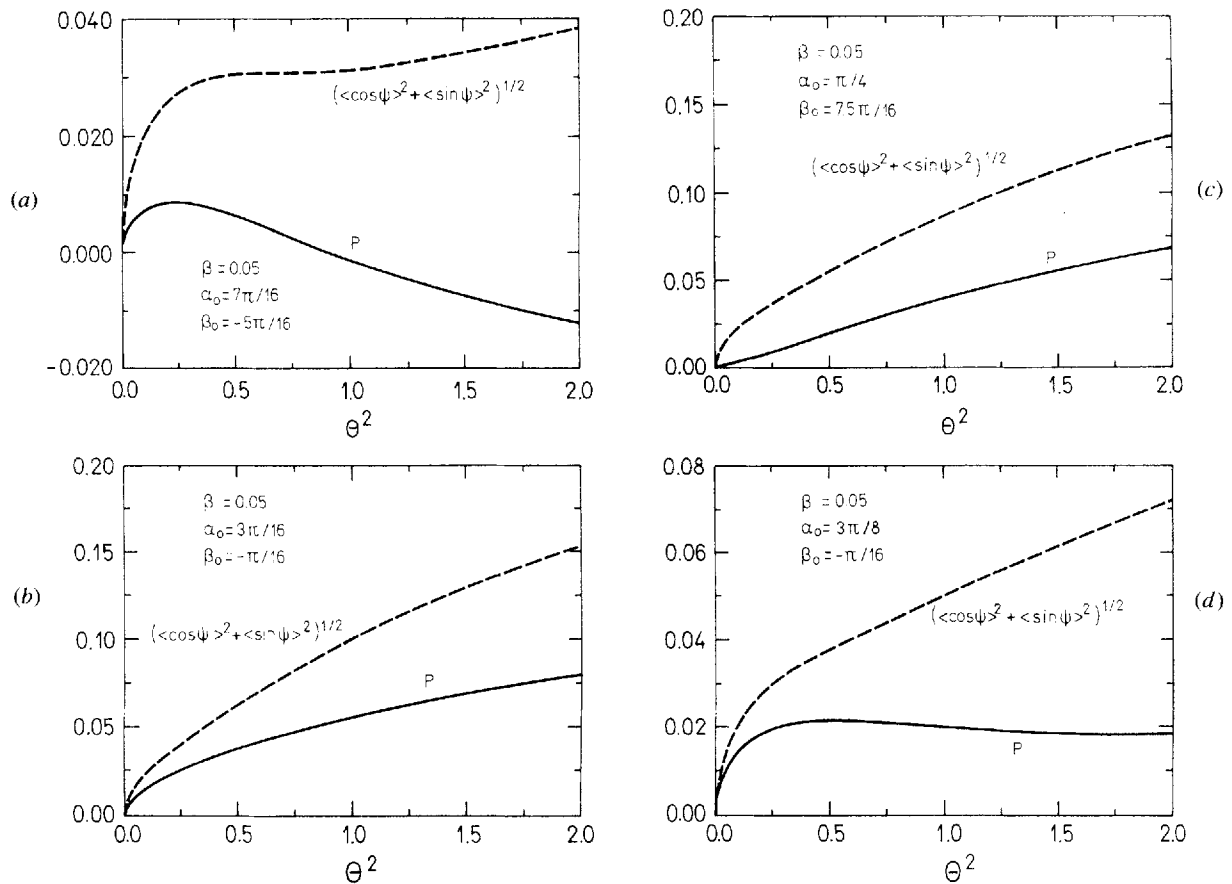 (a)
0.040
0.020
0.000
-0.020
(<cosψ>²+<sinψ>²)^1/2
P
β = 0.05
α₀=7π/16
β₀=-5π/16
0.0 0.5 1.0 1.5 2.0
Θ²
(b)
0.20
0.15
0.10
0.05
0.00
β = 0.05
α₀=3π/16
β₀=-π/16
(<cosψ>²+<sinψ>²)^1/2
P
0.0 0.5 1.0 1.5 2.0
Θ²
(c)
0.20
0.15
0.10
0.05
0.00
β = 0.05
α₀=π/4
β₀=7.5π/16
(<cosψ>²+<sinψ>²)^1/2
P
0.0 0.5 1.0 1.5 2.0
Θ²
(d)
0.08
0.06
0.04
0.02
0.00
β = 0.05
α₀=3π/8
β₀=-π/16
(<cosψ>²+<sinψ>²)^1/2
P
0.0 0.5 1.0 1.5 2.0
Θ²